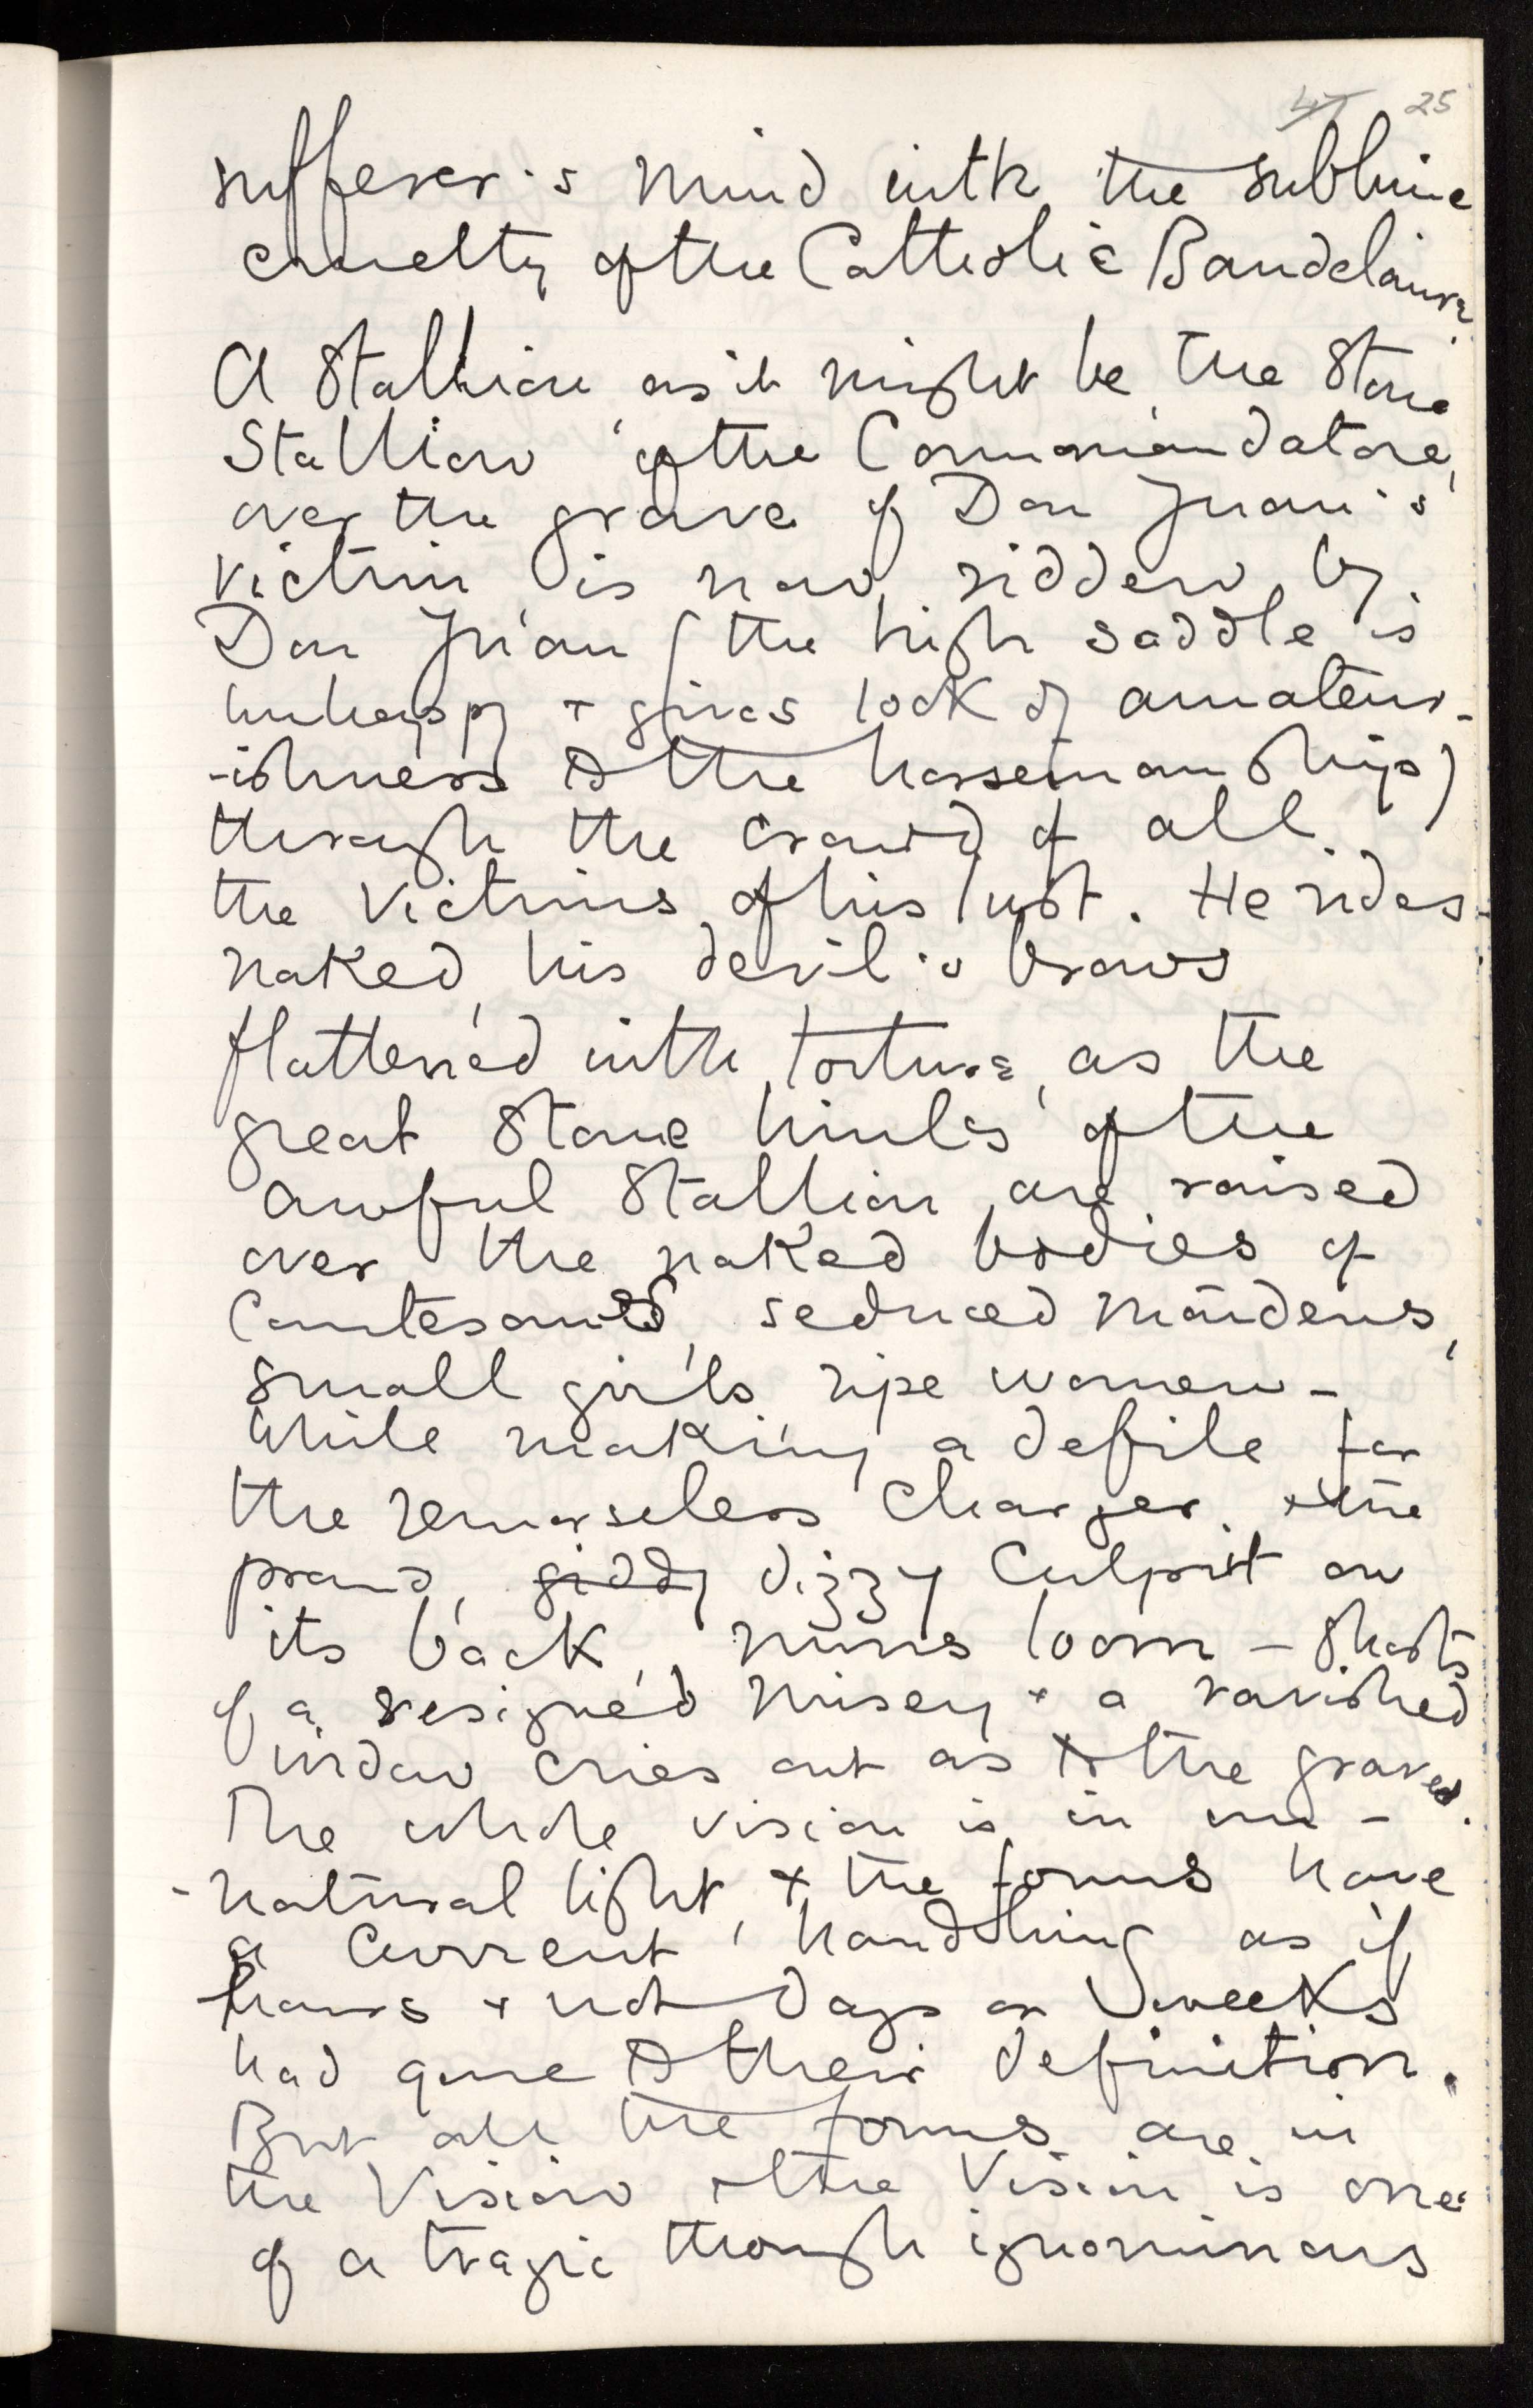 47 25
sufferer's mind with the sublime
cruelty of the Catholic Baudelaire.
A Stallion as it might be, the Stone
Stallion of the Commandatore,
over the grave of Don Juan's
victim is now ridden by
Don Juan (the high saddle is
unhappy + gives look of amateur-
-ishness to the horsemanship)
through the crowd of all
the victims of his lust. He rides
naked, his devil's brows
flattened with torture, as the
great stone limbs of the
awful Stallion are raised
over the naked bodies of
Courtesans, seduced maidens,
small girls, ripe women -
While making a defile for
the remorseless Charger + the
proud, giddy dizzy Culprit on
its back, nuns loom -
of a resigned misery + a ravished
widow cries out as to the graves.
The whole vision is in un-
-natural light, + the forms have
a current handling as if
hours + not days or weeks
had gone to their definition.
But all the forms are in
the Vision + the Vision is one
of a tragic though ignominous